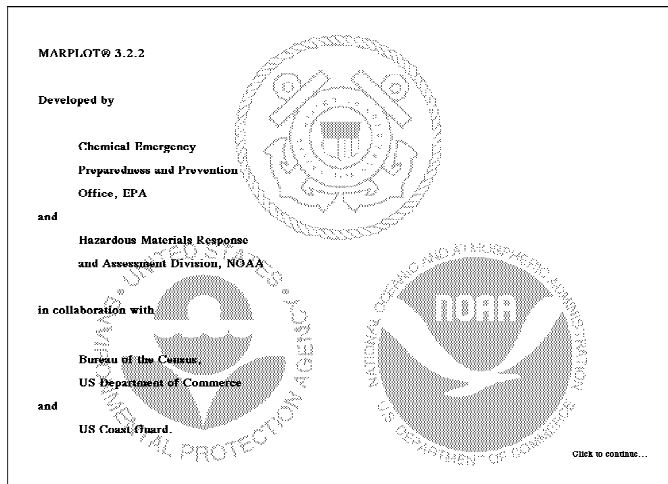 MARPLOT® 3.2.2
Developed by
Chemical Emergency
Preparedness and Prevention
Office, EPA
and
Hazardous Materials Response
and Assessment Division, NOAA
in collaboration with
Bureau of the Census,
US Department of Commerce
and
US Coast Guard.
UNITED STATES • ENVIRONMENTAL PROTECTION AGENCY •
NATIONAL OCEANIC AND ATMOSPHERIC ADMINISTRATION
NOAA
U.S. DEPARTMENT OF COMMERCE
Click to continue...